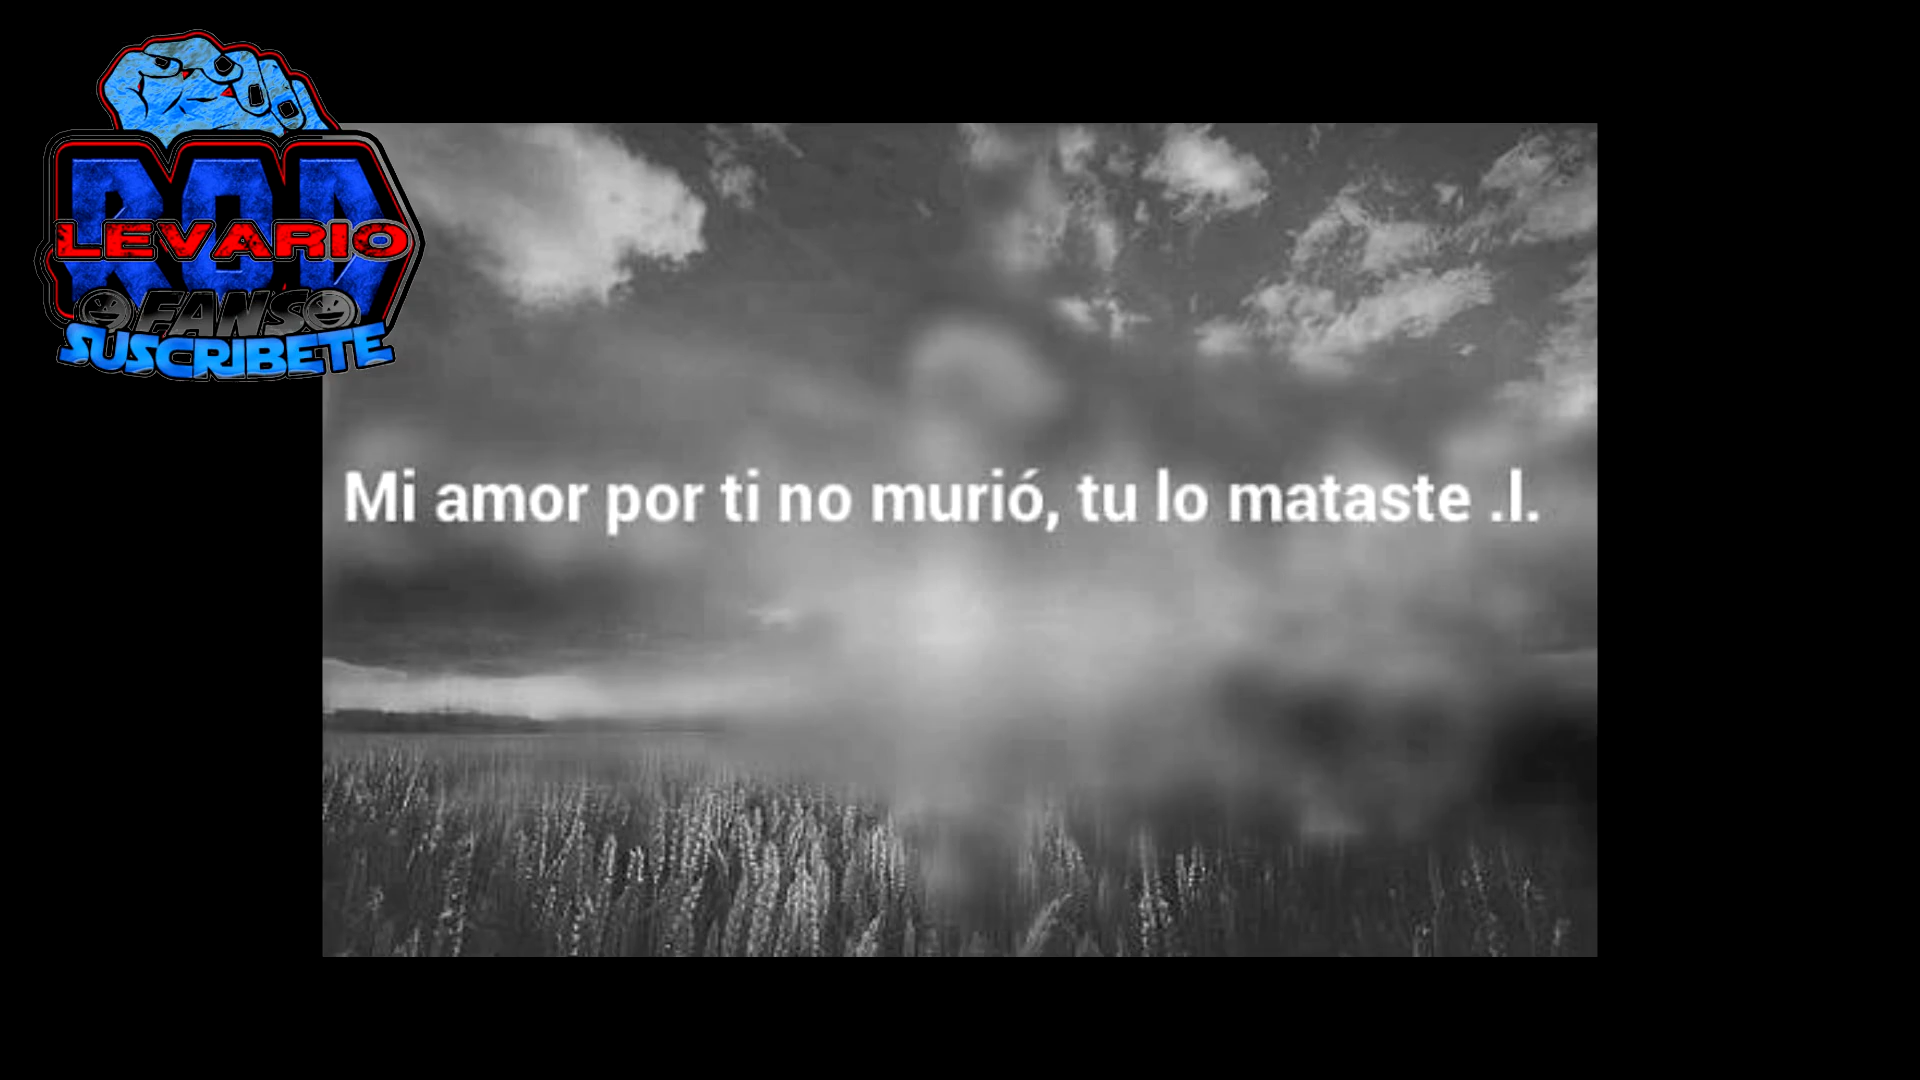 ROD
LEVARIO
FANS
SUSCRIBETE
Mi amor por ti no murió, tu lo mataste .l.